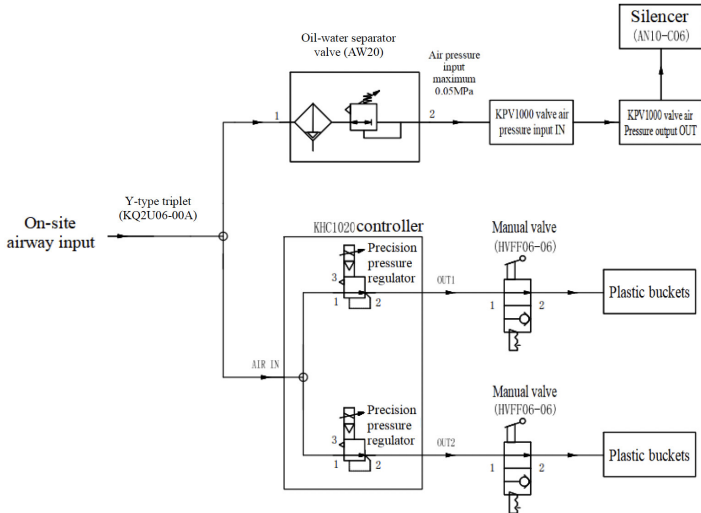 Silencer
(AN10-C06)
Oil-water separator
valve (AW20)
Air pressure
input
maximum
0.05MPa
1
2
KPV1000 valve air
pressure input IN
KPV1000 valve air
Pressure output OUT
Y-type triplet
(KQ2U06-00A)
On-site
airway input
KHC1020 controller
Precision
pressure
regulator
3
1
2
OUT1
Manual valve
(HVFF06-06)
1
2
Plastic buckets
AIR IN
Precision
pressure
regulator
3
1
2
OUT2
Manual valve
(HVFF06-06)
1
2
Plastic buckets